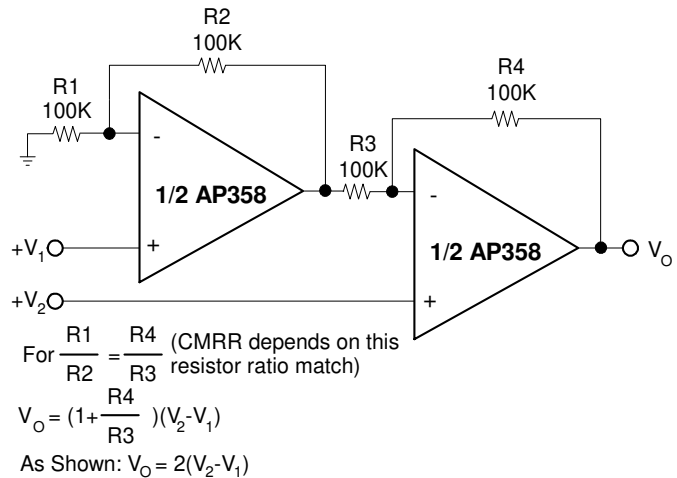 R2
100K
R1
100K
-
+
1/2 AP358
R3
100K
R4
100K
-
+
1/2 AP358
+V1
+V2
VO
For R1/R2 = R4/R3 (CMRR depends on this
resistor ratio match)
VO = (1+ R4/R3 )(V2-V1)
As Shown: VO = 2(V2-V1)